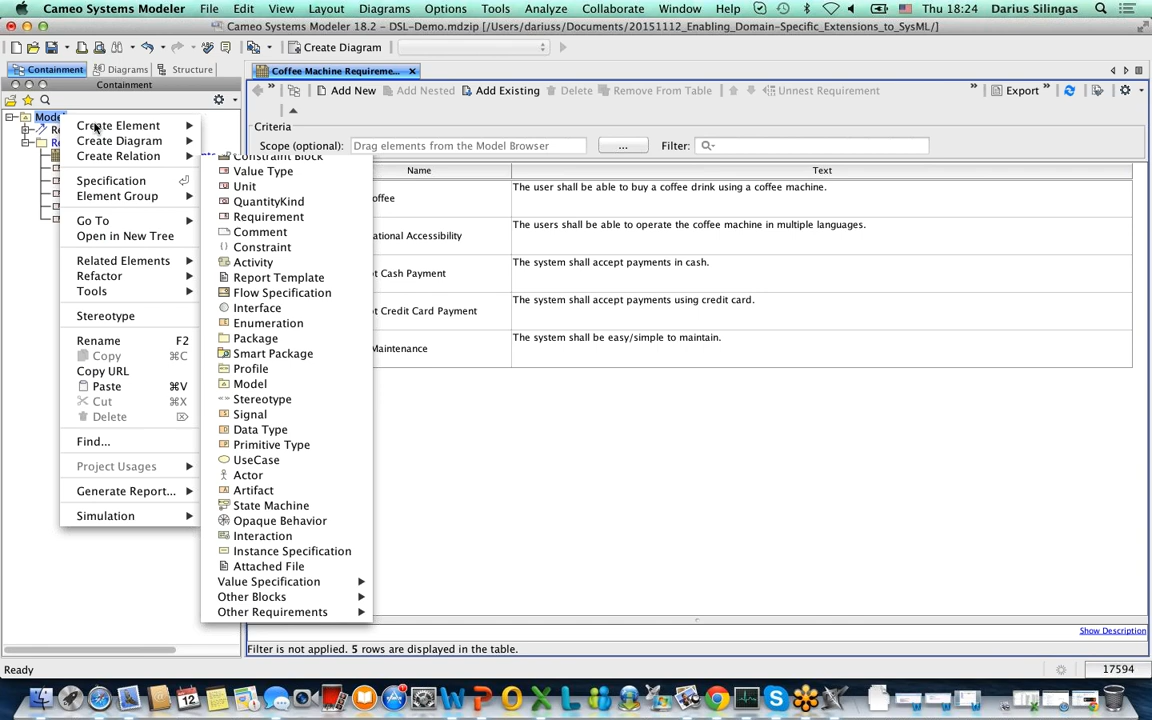 Cameo Systems Modeler File Edit View Layout Diagrams Options Tools Analyze Collaborate Window Help Thu 18:24 Darius Silingas
Cameo Systems Modeler 18.2 - DSL-Demo.mdzip [/Users/dariuss/Documents/20151112_Enabling_Domain-Specific_Extensions_to_SysML/]
Create Diagram
Containment Diagrams Structure
Coffee Machine Requireme...
Containment
Add New Add Nested Add Existing Delete Remove From Table Unnest Requirement Export
Model
Criteria
Scope (optional): Drag elements from the Model Browser ... Filter:
Create Element
Create Diagram
Create Relation
Specification
Element Group
Go To
Open in New Tree
Related Elements
Refactor
Tools
Stereotype
Rename F2
Copy ⌘C
Copy URL
Paste ⌘V
Cut ⌘X
Delete
Find...
Project Usages
Generate Report...
Simulation
Constraint Block
Value Type
Unit
QuantityKind
Requirement
Comment
Constraint
Activity
Report Template
Flow Specification
Interface
Enumeration
Package
Smart Package
Profile
Model
Stereotype
Signal
Data Type
Primitive Type
UseCase
Actor
Artifact
State Machine
Opaque Behavior
Interaction
Instance Specification
Attached File
Value Specification
Other Blocks
Other Requirements
Name Text
offee The user shall be able to buy a coffee drink using a coffee machine.
ational Accessibility The users shall be able to operate the coffee machine in multiple languages.
t Cash Payment The system shall accept payments in cash.
t Credit Card Payment The system shall accept payments using credit card.
Maintenance The system shall be easy/simple to maintain.
Show Description
Filter is not applied. 5 rows are displayed in the table.
Ready 17594